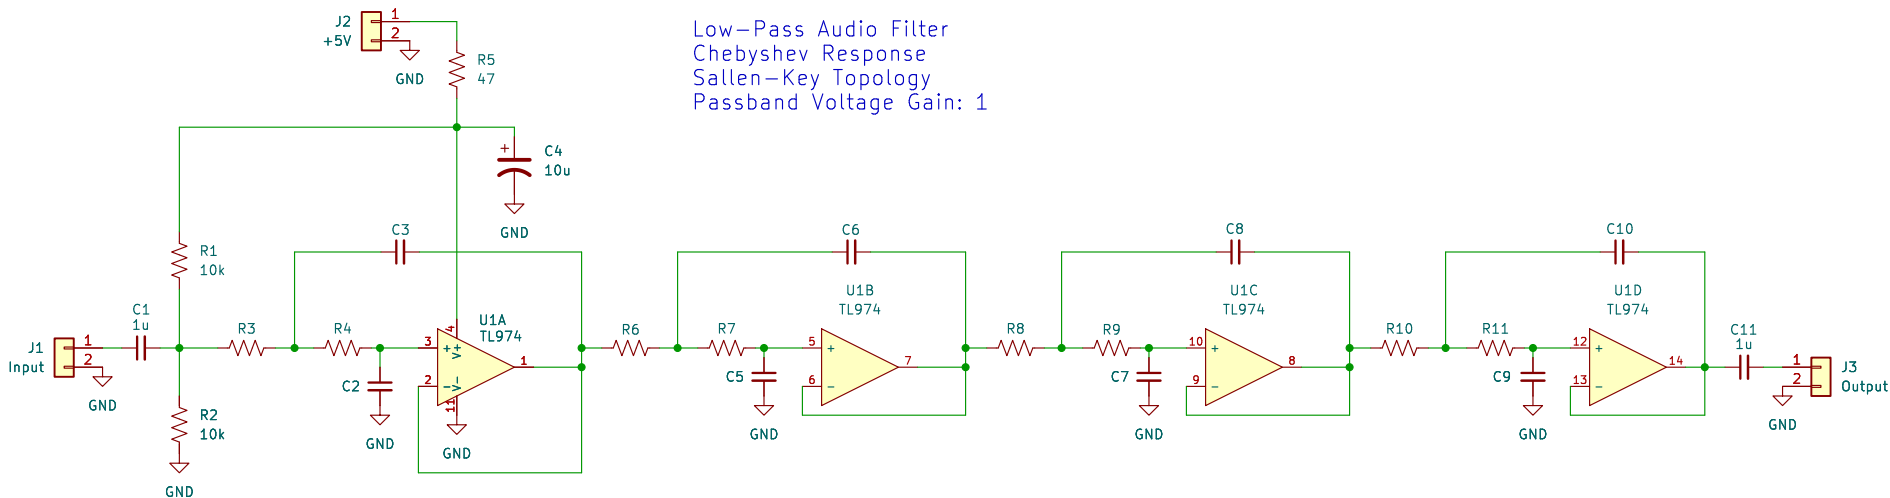 Low-Pass Audio Filter
Chebyshev Response
Sallen-Key Topology
Passband Voltage Gain: 1
J2
+5V
1
2
GND
R5
47
C4
10u
+
GND
R1
10k
C1
1u
J1
Input
1
2
GND
R2
10k
GND
R3
C3
R4
C2
GND
U1A
TL974
3
2
1
4
11
+
-
V+
V-
GND
R6
C6
R7
C5
GND
U1B
TL974
5
6
7
+
-
R8
C8
R9
C7
GND
U1C
TL974
10
9
8
+
-
R10
C10
R11
C9
GND
U1D
TL974
12
13
14
+
-
C11
1u
1
2
J3
Output
GND